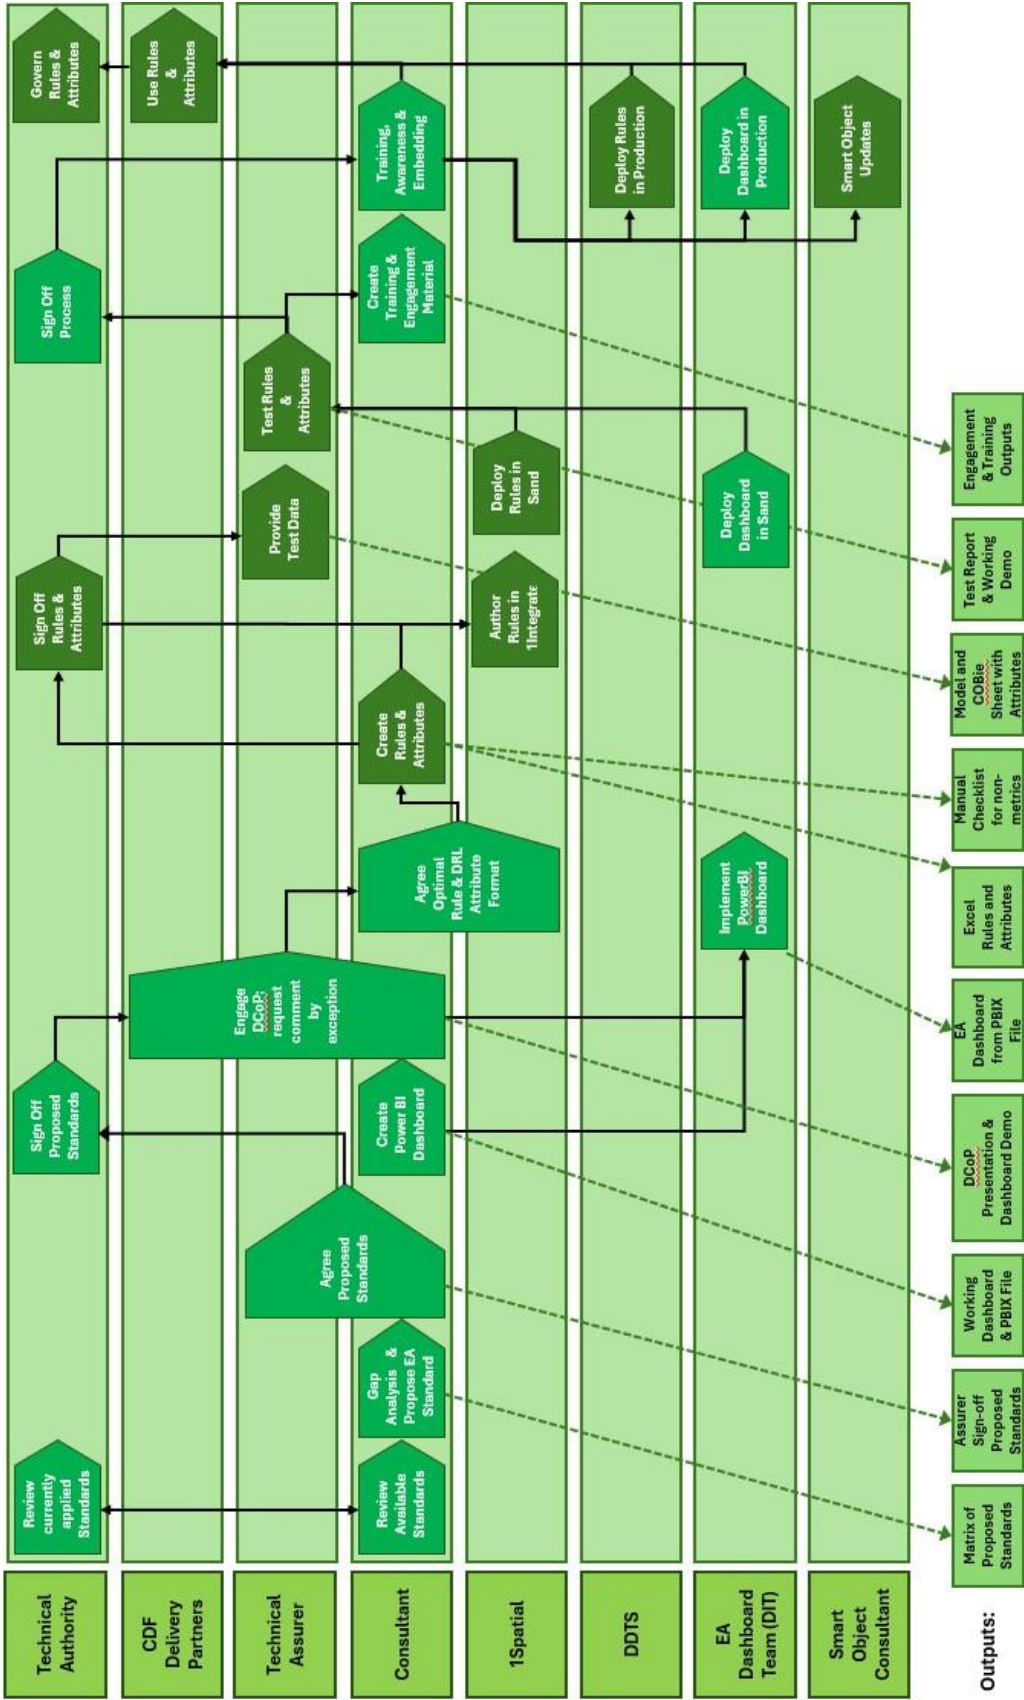 Technical
Authority
Review
currently
applied
Standards
Sign Off
Proposed
Standards
Sign Off
Rules &
Attributes
Sign Off
Process
Govern
Rules &
Attributes
CDF
Delivery
Partners
Engage
DCoP;
request
comment
by
exception
Use Rules
&
Attributes
Technical
Assurer
Agree
Proposed
Standards
Provide
Test Data
Test Rules
&
Attributes
Consultant
Review
Available
Standards
Gap
Analysis &
Propose EA
Standard
Create
Power BI
Dashboard
Agree
Optimal
Rule & DRL
Attribute
Format
Create
Rules &
Attributes
Create
Training &
Engagement
Material
Training,
Awareness &
Embedding
1Spatial
Author
Rules in
1Integrate
Deploy
Rules in
Sand
DDTS
Deploy Rules
in Production
EA
Dashboard
Team (DIT)
Implement
PowerBI
Dashboard
Deploy
Dashboard
in Sand
Deploy
Dashboard in
Production
Smart
Object
Consultant
Smart Object
Updates
Outputs:
Matrix of
Proposed
Standards
Assurer
Sign-off
Proposed
Standards
Working
Dashboard
& PBIX File
DCoP
Presentation &
Dashboard Demo
EA
Dashboard
from PBIX
File
Excel
Rules and
Attributes
Manual
Checklist
for non-
metrics
Model and
COBie
Sheet with
Attributes
Test Report
& Working
Demo
Engagement
& Training
Outputs